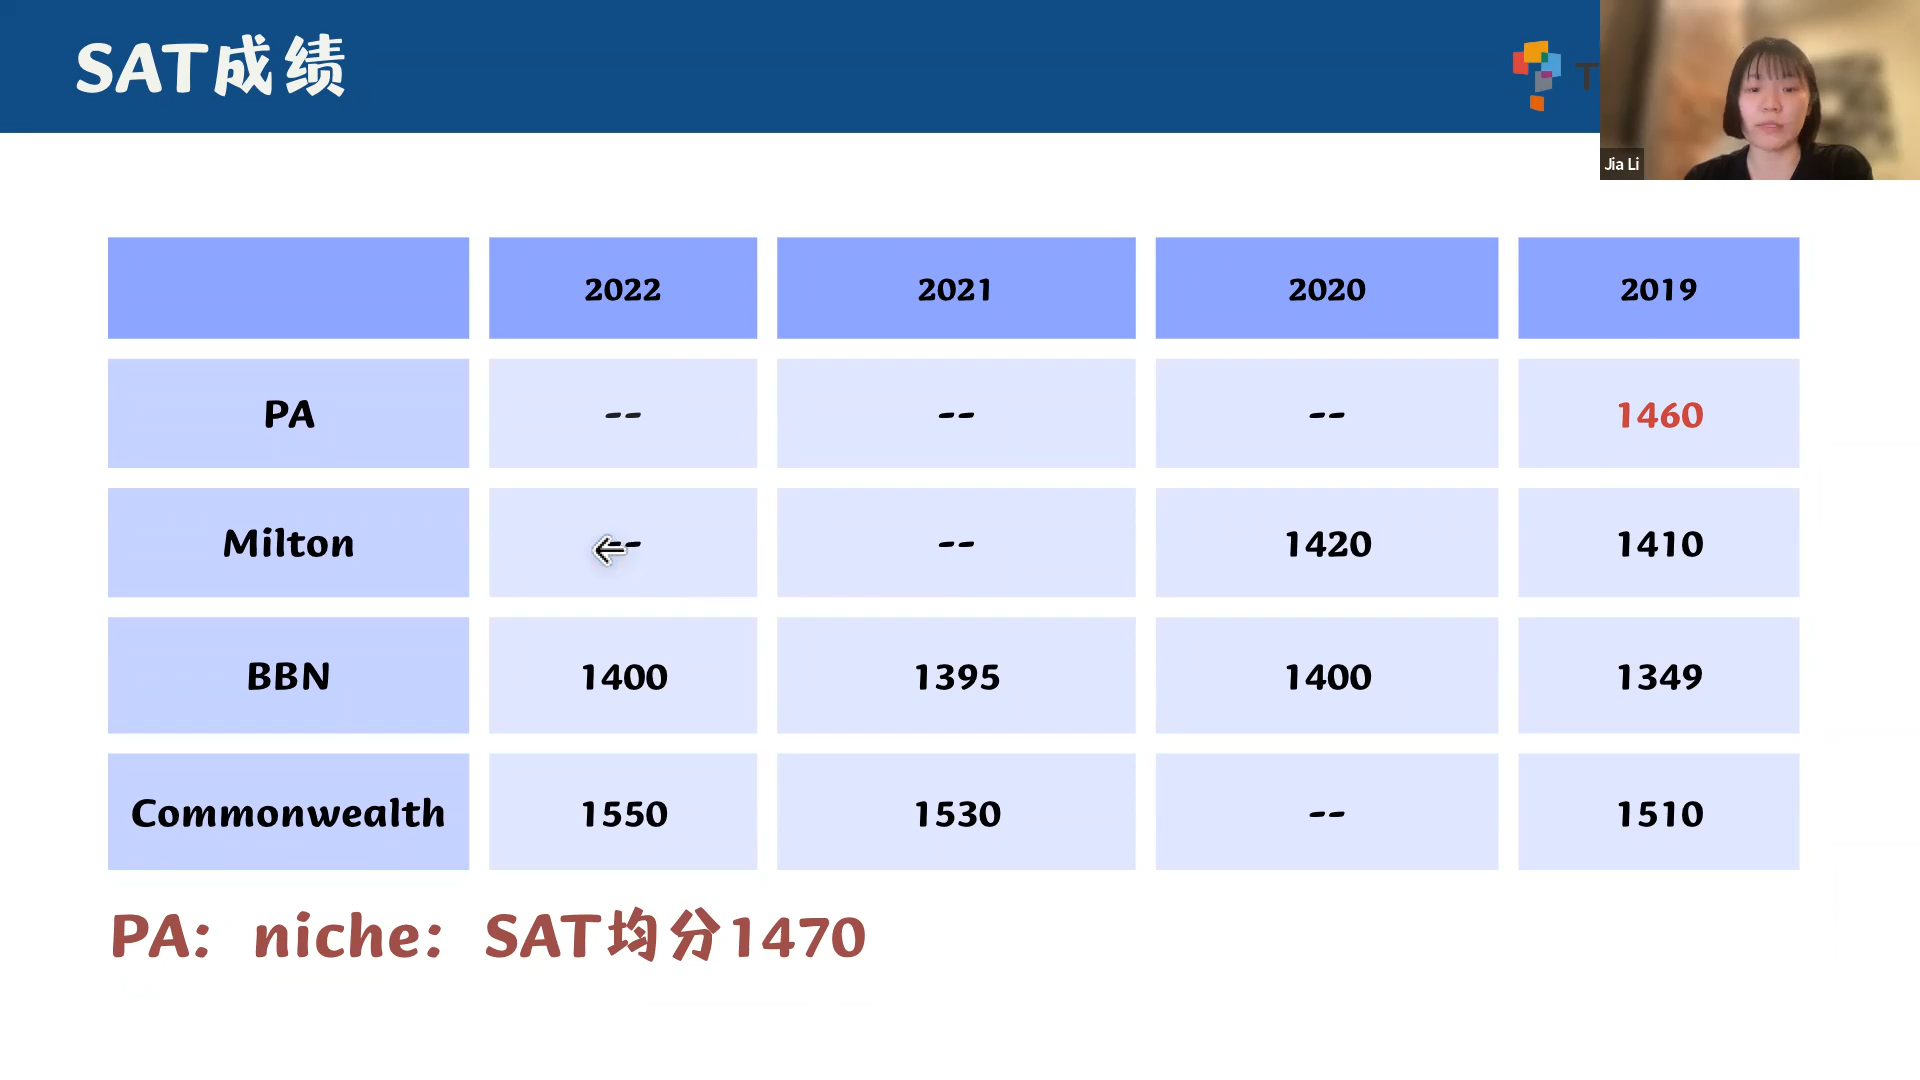 SAT成绩
T
Jia Li
2022 2021 2020 2019
PA -- -- -- 1460
Milton -- -- 1420 1410
BBN 1400 1395 1400 1349
Commonwealth 1550 1530 -- 1510
PA: niche: SAT均分1470